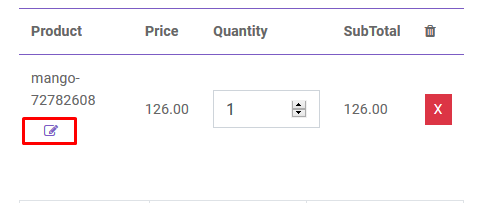 Product Price Quantity SubTotal
mango-
72782608
126.00 1 126.00 X